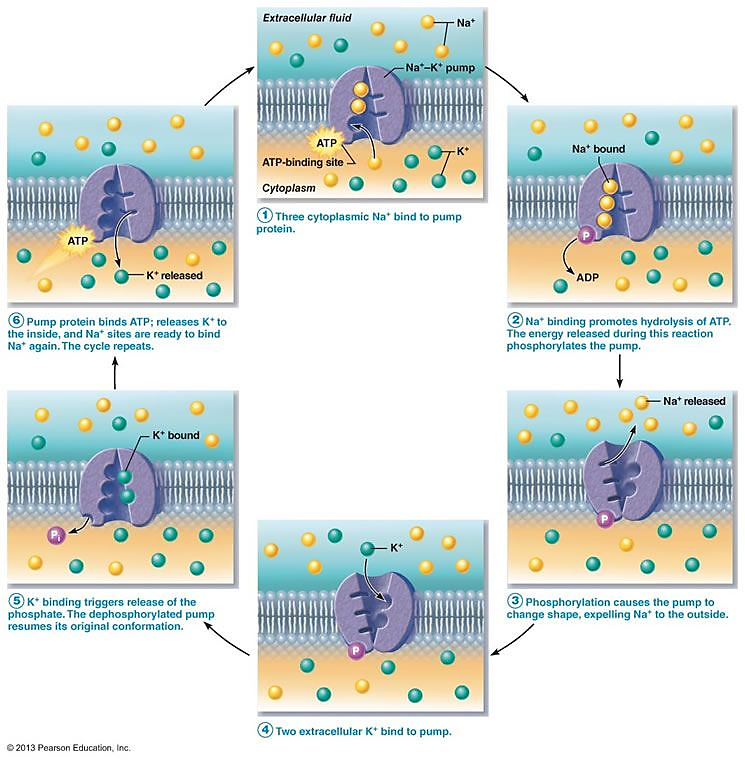 Extracellular fluid
Na⁺
Na⁺–K⁺ pump
ATP
ATP-binding site
K⁺
Cytoplasm
① Three cytoplasmic Na⁺ bind to pump
protein.
Na⁺ bound
P
ADP
② Na⁺ binding promotes hydrolysis of ATP.
The energy released during this reaction
phosphorylates the pump.
Na⁺ released
P
③ Phosphorylation causes the pump to
change shape, expelling Na⁺ to the outside.
K⁺
P
④ Two extracellular K⁺ bind to pump.
K⁺ bound
Pᵢ
⑤ K⁺ binding triggers release of the
phosphate. The dephosphorylated pump
resumes its original conformation.
ATP
K⁺ released
⑥ Pump protein binds ATP; releases K⁺ to
the inside, and Na⁺ sites are ready to bind
Na⁺ again. The cycle repeats.
© 2013 Pearson Education, Inc.